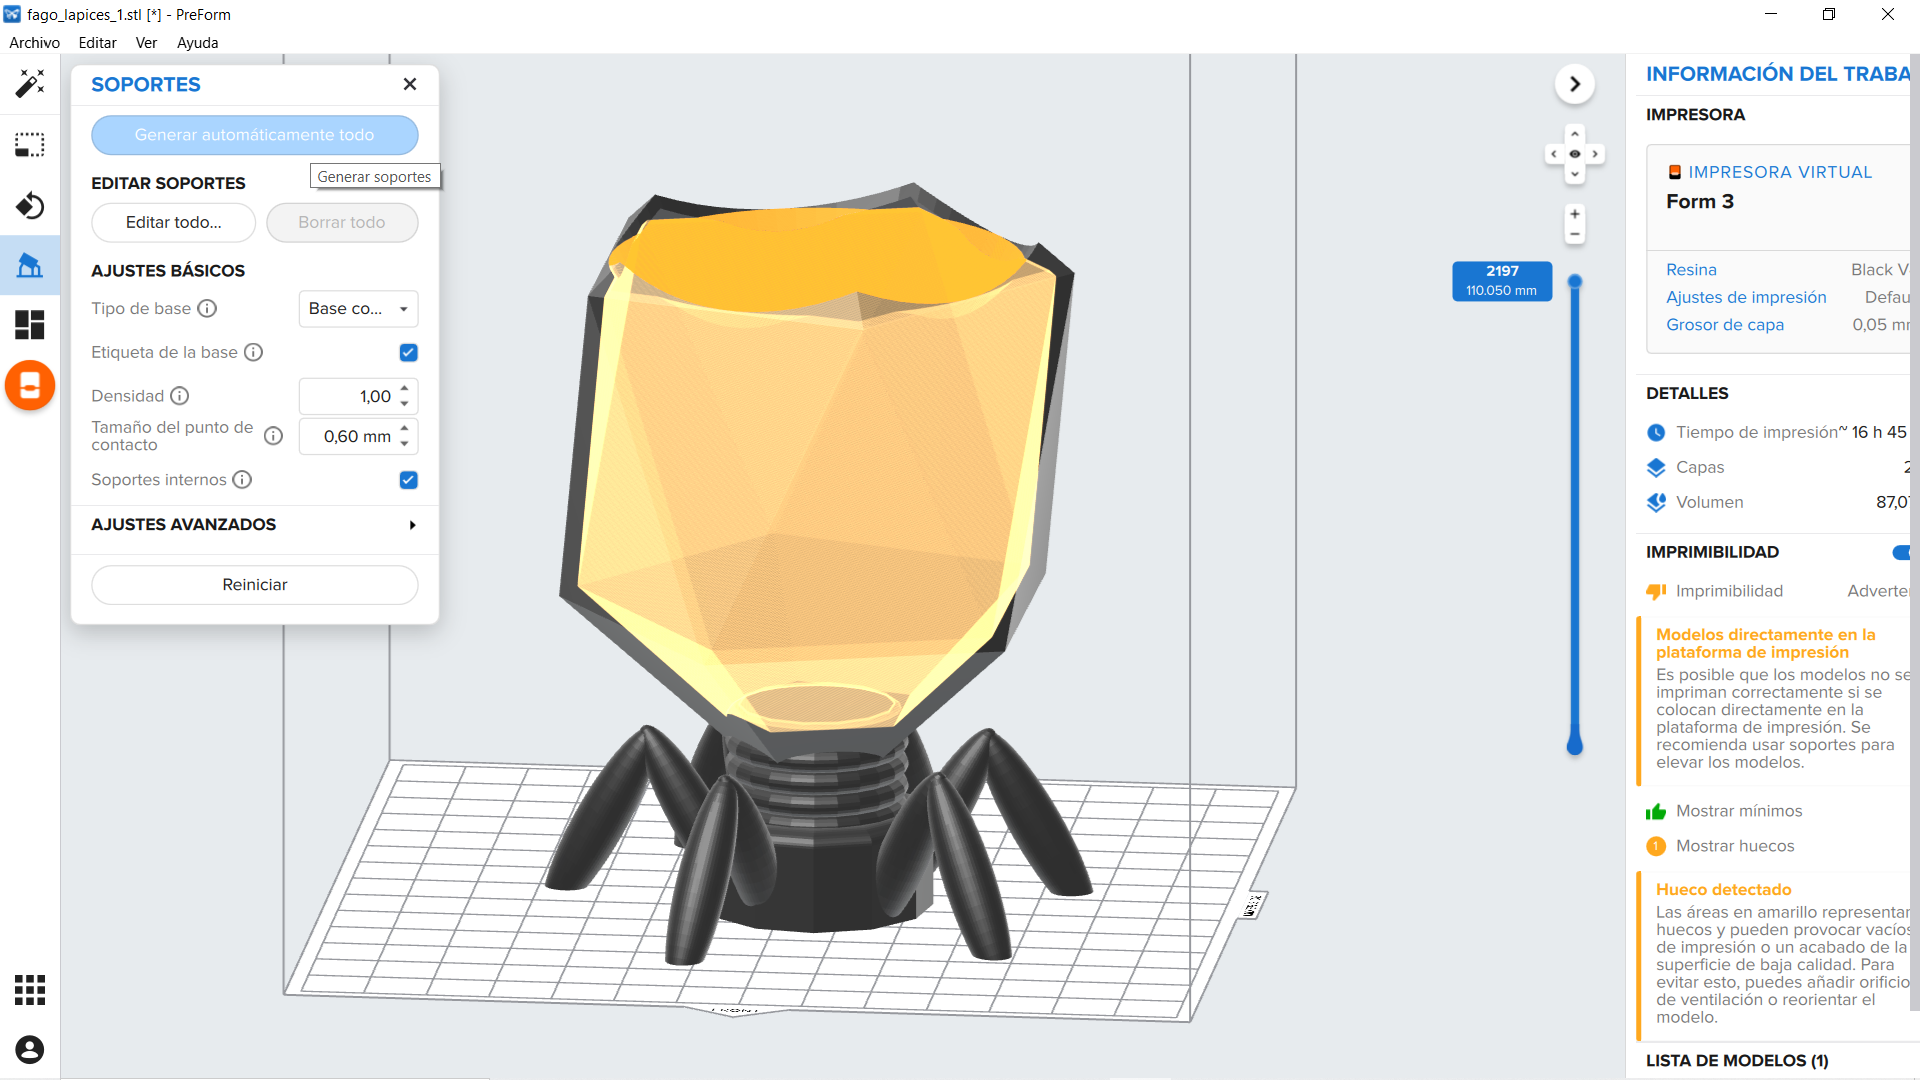 fago_lapices_1.stl [*] - PreForm
Archivo Editar Ver Ayuda
SOPORTES
Generar automáticamente todo
Generar soportes
EDITAR SOPORTES
Editar todo...
Borrar todo
AJUSTES BÁSICOS
Tipo de base
Base co...
Etiqueta de la base
Densidad
1,00
Tamaño del punto de
contacto
0,60 mm
Soportes internos
AJUSTES AVANZADOS
Reiniciar
2197
110.050 mm
INFORMACIÓN DEL TRABA
IMPRESORA
IMPRESORA VIRTUAL
Form 3
Resina Black V
Ajustes de impresión Defau
Grosor de capa 0,05 m
DETALLES
Tiempo de impresión ~ 16 h 45
Capas 2
Volumen 87,0
IMPRIMIBILIDAD
Imprimibilidad Adverte
Modelos directamente en la
plataforma de impresión
Es posible que los modelos no se
impriman correctamente si se
colocan directamente en la
plataforma de impresión. Se
recomienda usar soportes para
elevar los modelos.
Mostrar mínimos
1 Mostrar huecos
Hueco detectado
Las áreas en amarillo representar
huecos y pueden provocar vacíos
de impresión o un acabado de la
superficie de baja calidad. Para
evitar esto, puedes añadir orificio
de ventilación o reorientar el
modelo.
LISTA DE MODELOS (1)